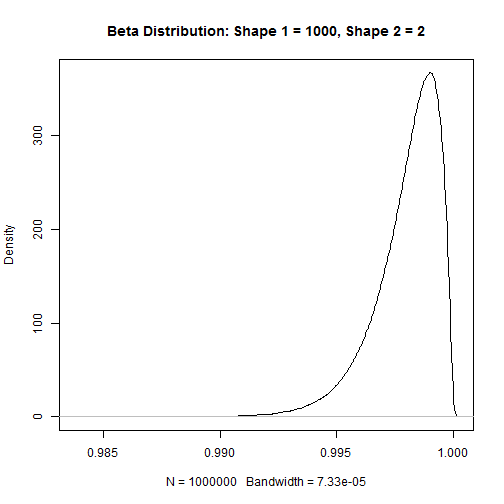 Beta Distribution: Shape 1 = 1000, Shape 2 = 2
Density
300
200
100
0
0.985 0.990 0.995 1.000
N = 1000000 Bandwidth = 7.33e-05